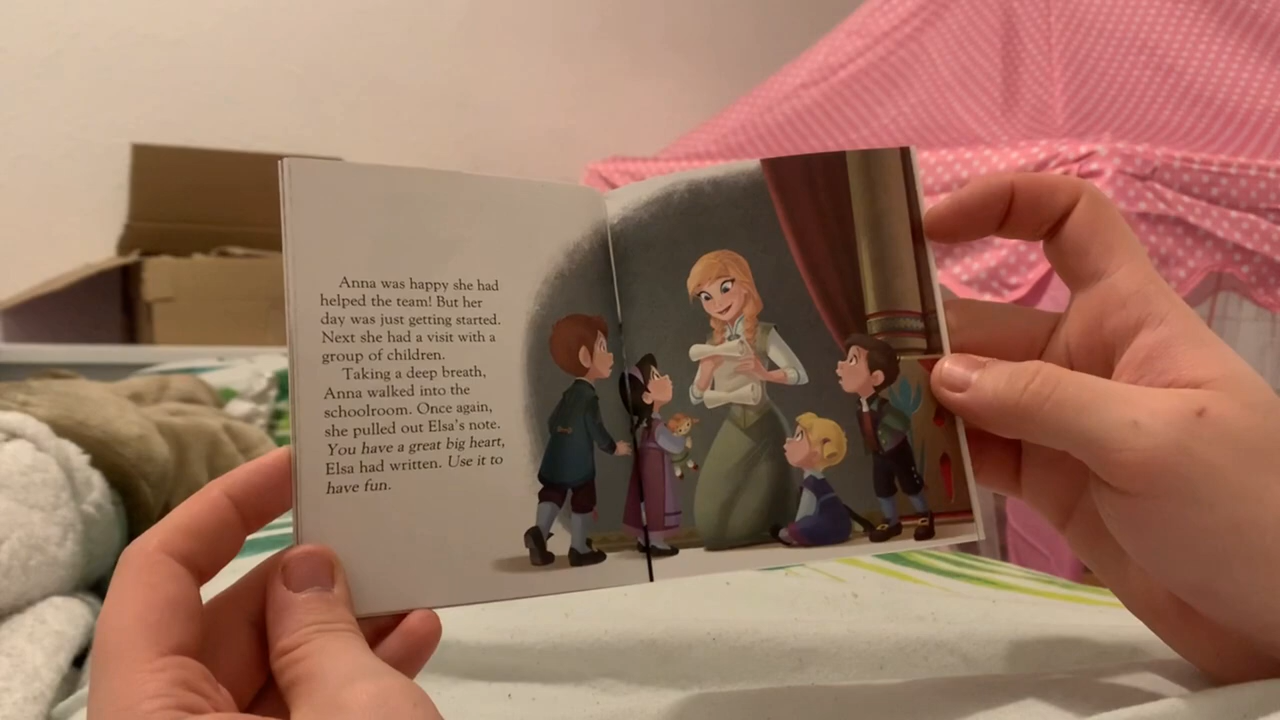 Anna was happy she had
helped the team! But her
day was just getting started.
Next she had a visit with a
group of children.
Taking a deep breath,
Anna walked into the
schoolroom. Once again,
she pulled out Elsa's note.
You have a great big heart,
Elsa had written. Use it to
have fun.